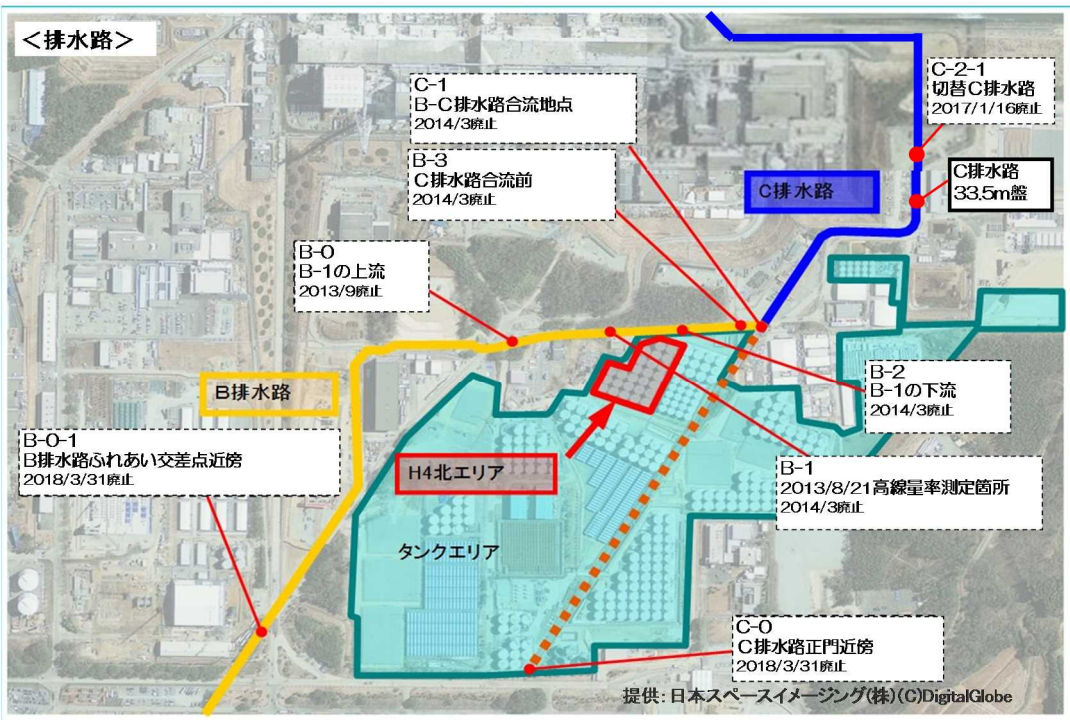 <排水路>
C-1
B-C排水路合流地点
2014/3廃止
C-2-1
切替C排水路
2017/1/16廃止
B-3
C排水路合流前
2014/3廃止
C排水路
33.5m盤
C排水路
B-0
B-1の上流
2013/9廃止
B-2
B-1の下流
2014/3廃止
B排水路
B-0-1
B排水路ふれあい交差点近傍
2018/3/31廃止
H4北エリア
B-1
2013/8/21高線量率測定箇所
2014/3廃止
タンクエリア
C-0
C排水路正門近傍
2018/3/31廃止
提供:日本スペースイメージング(株)(C)DigitalGlobe